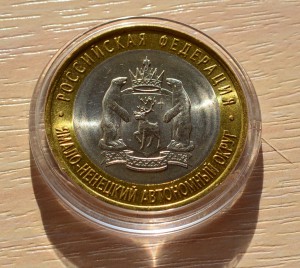 РОССИЙСКАЯ ФЕДЕРАЦИЯ
ЯМАЛО-НЕНЕЦКИЙ АВТОНОМНЫЙ ОКРУГ